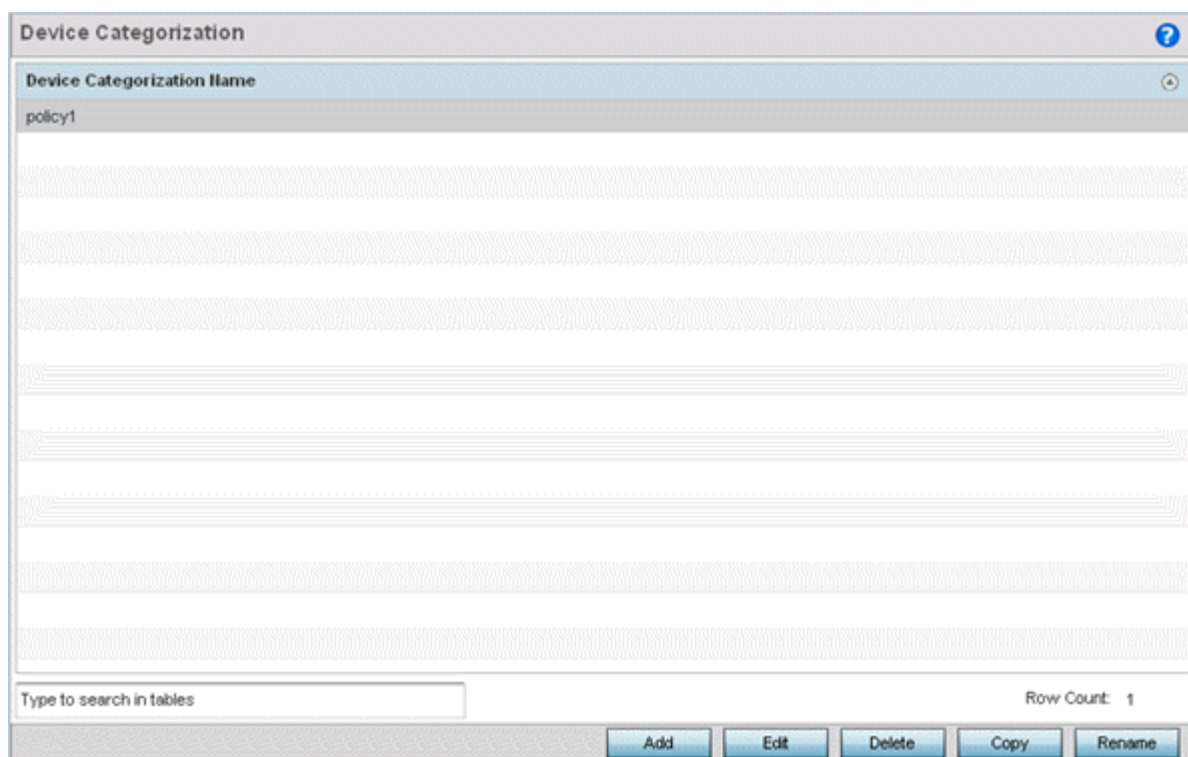 Device Categorization
?
Device Categorization Name
policy1
Type to search in tables
Row Count: 1
Add Edit Delete Copy Rename